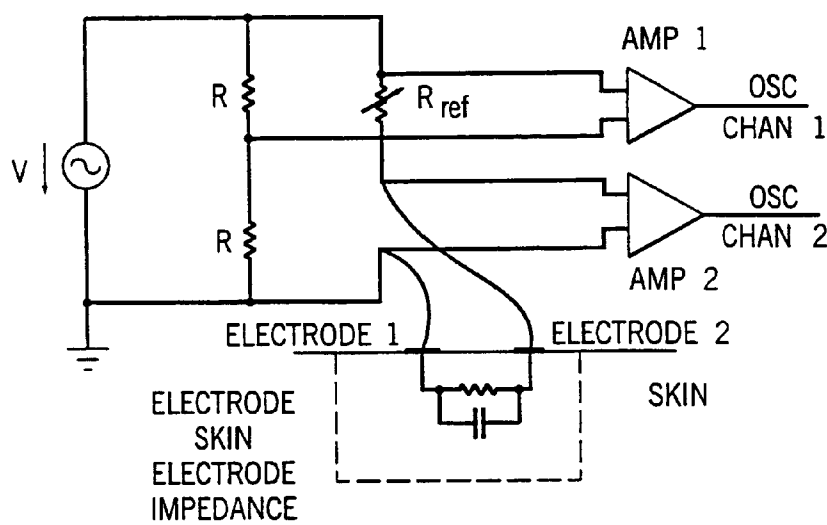 AMP 1
R
R ref
OSC
CHAN 1
V
R
OSC
CHAN 2
AMP 2
ELECTRODE 1
ELECTRODE 2
ELECTRODE
SKIN
ELECTRODE
IMPEDANCE
SKIN